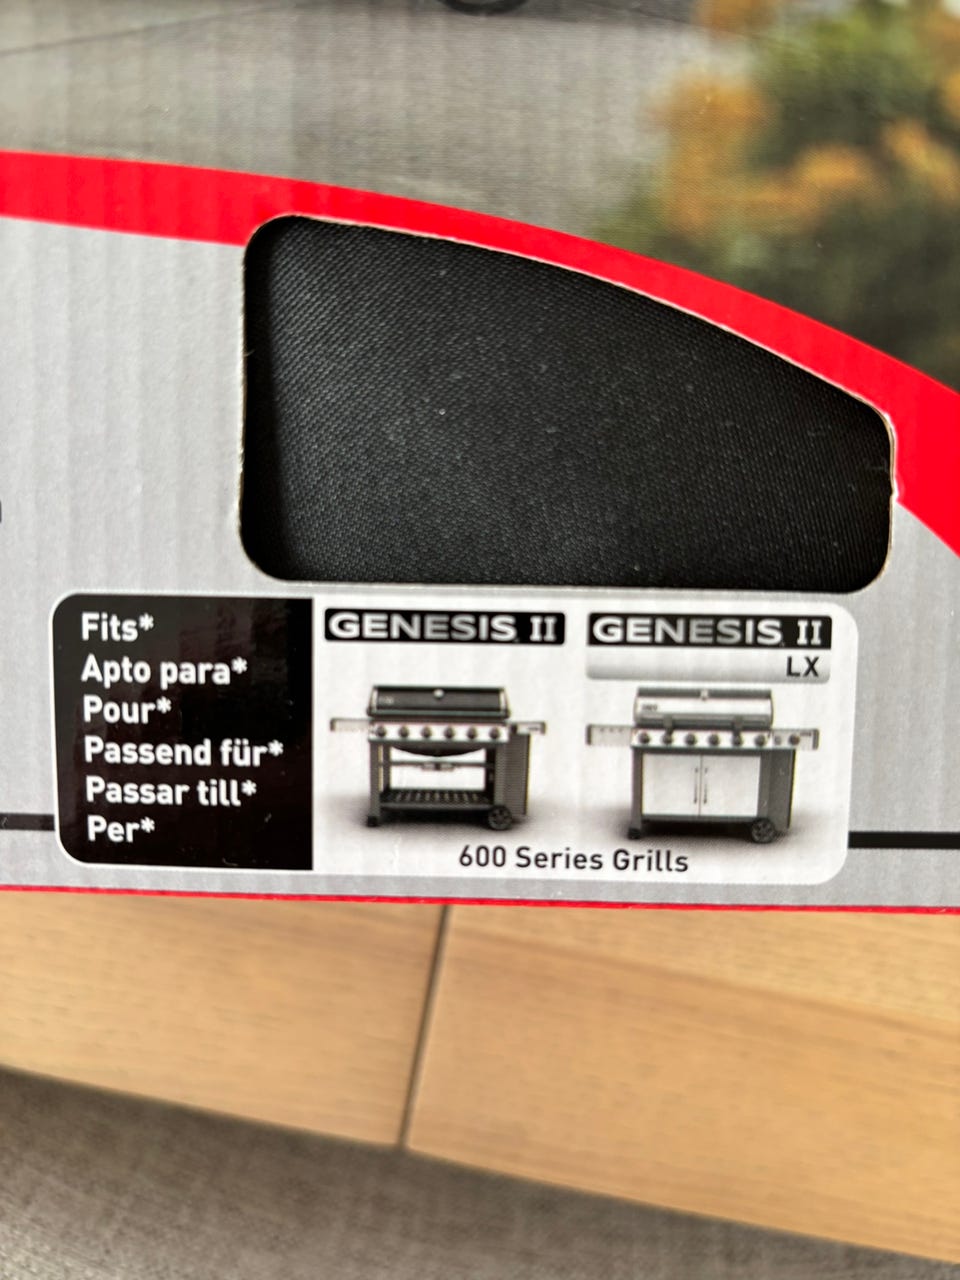 Fits*
Apto para*
Pour*
Passend für*
Passar till*
Per*
GENESIS II
GENESIS II
LX
600 Series Grills